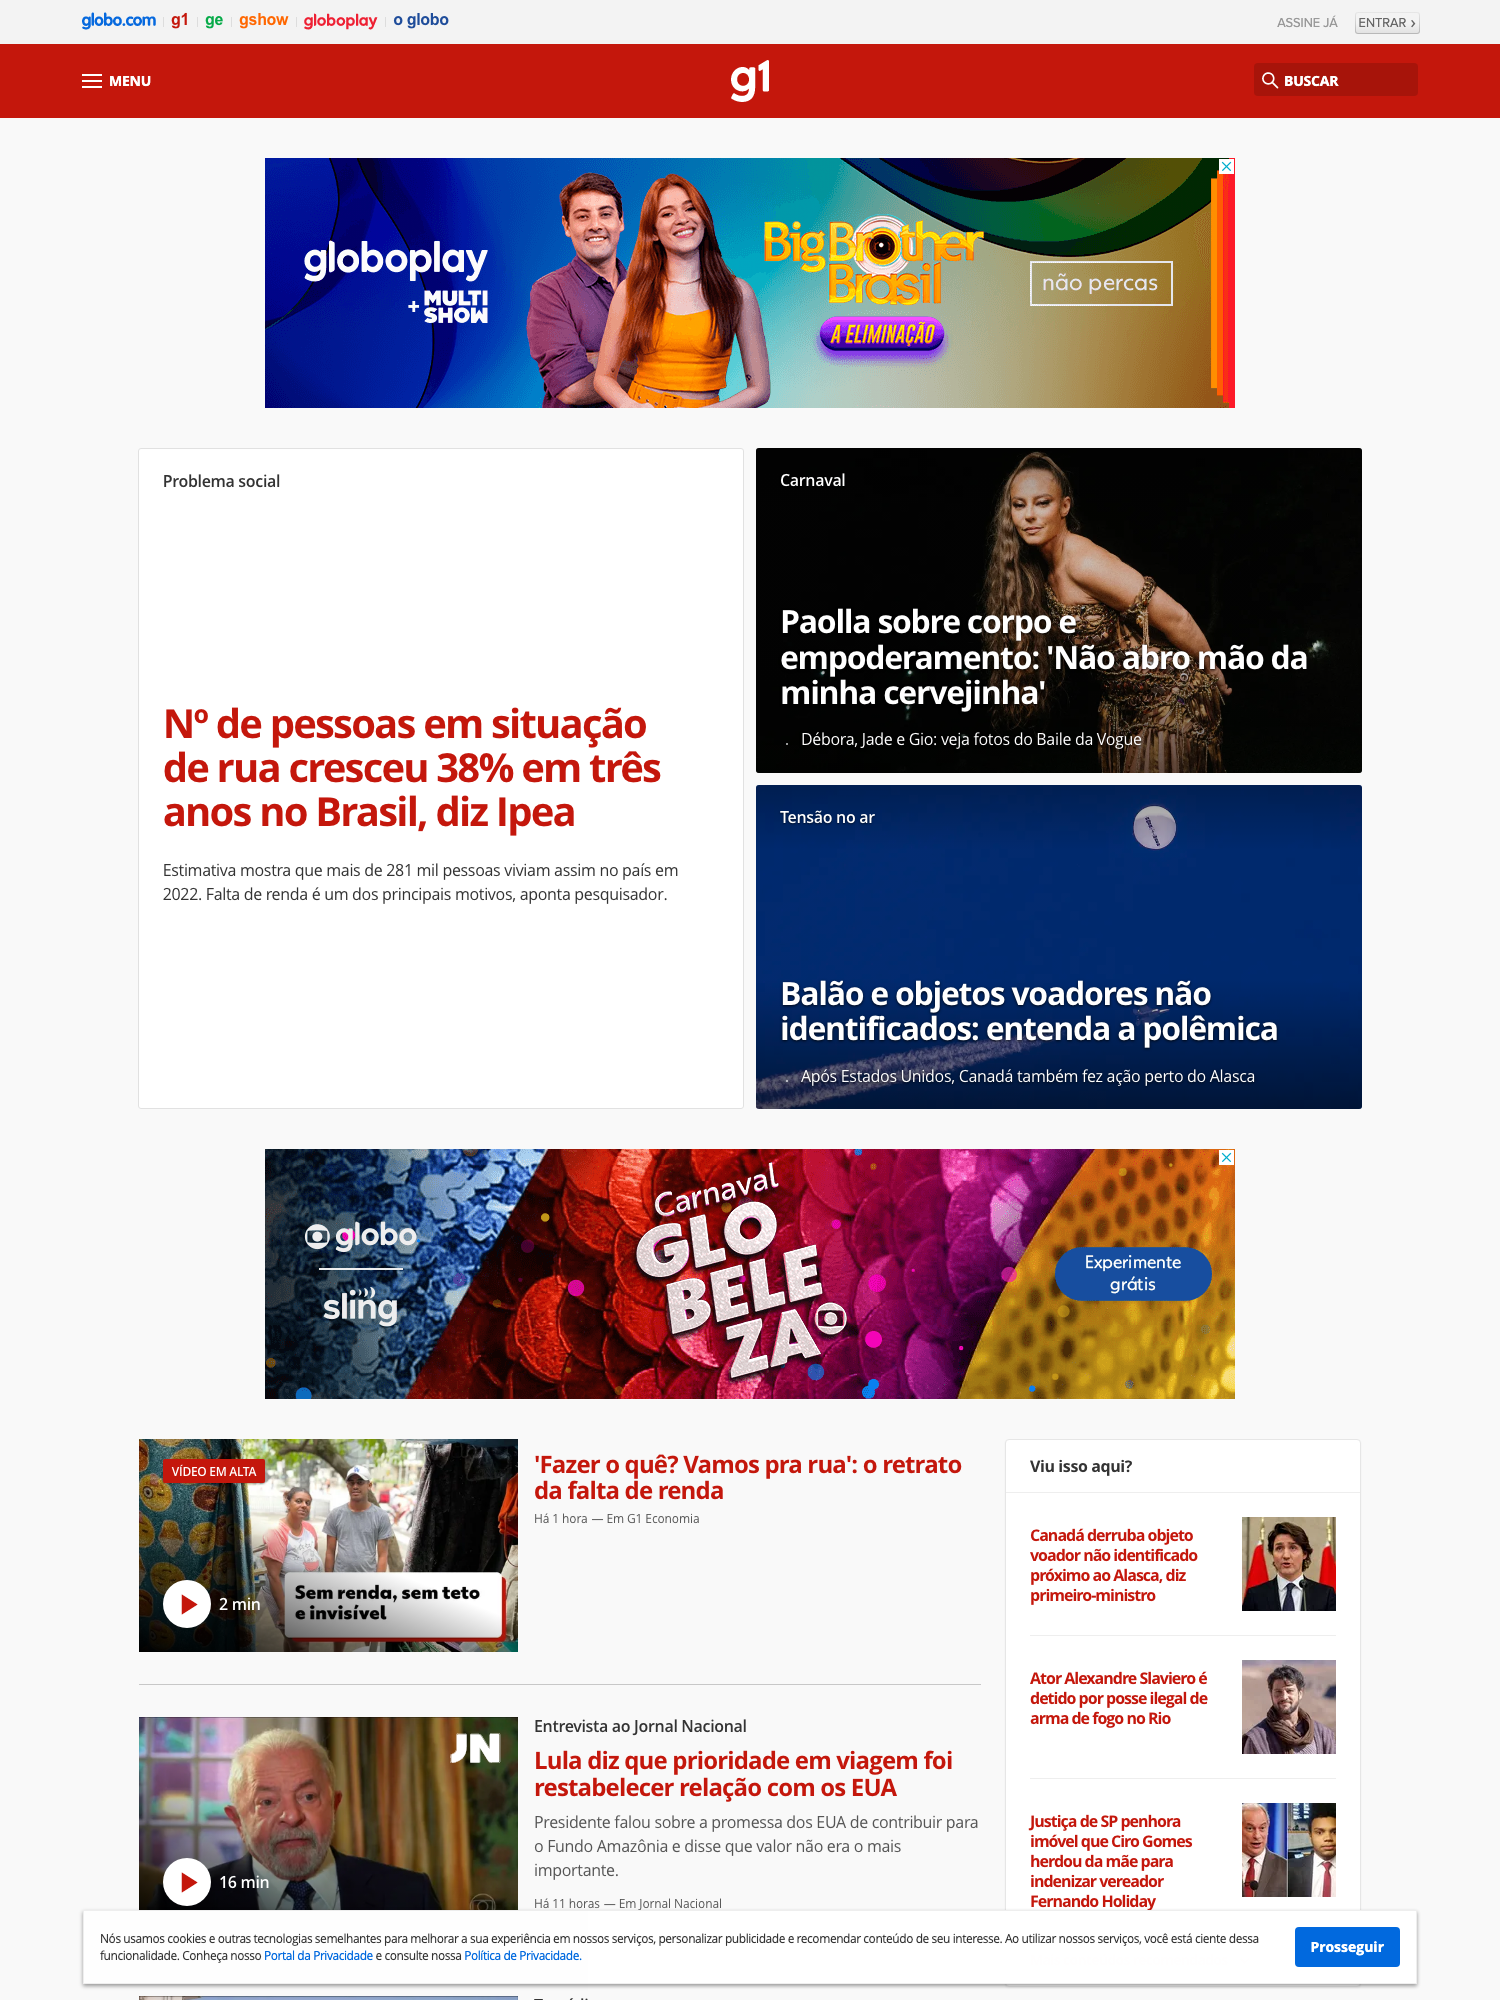 globo.com g1 ge gshow globoplay o globo ASSINE JÁ ENTRAR ›
MENU g1 BUSCAR
globoplay
+ MULTI
SHOW
Big Brother
Brasil
A ELIMINAÇÃO
não percas
Problema social
Nº de pessoas em situação
de rua cresceu 38% em três
anos no Brasil, diz Ipea
Estimativa mostra que mais de 281 mil pessoas viviam assim no país em
2022. Falta de renda é um dos principais motivos, aponta pesquisador.
Carnaval
Paolla sobre corpo e
empoderamento: 'Não abro mão da
minha cervejinha'
. Débora, Jade e Gio: veja fotos do Baile da Vogue
Tensão no ar
Balão e objetos voadores não
identificados: entenda a polêmica
. Após Estados Unidos, Canadá também fez ação perto do Alasca
globo
sling
Carnaval
GLO
BELE
ZA
Experimente
grátis
VÍDEO EM ALTA
2 min
Sem renda, sem teto
e invisível
'Fazer o quê? Vamos pra rua': o retrato
da falta de renda
Há 1 hora — Em G1 Economia
JN
16 min
Entrevista ao Jornal Nacional
Lula diz que prioridade em viagem foi
restabelecer relação com os EUA
Presidente falou sobre a promessa dos EUA de contribuir para
o Fundo Amazônia e disse que valor não era o mais
importante.
Há 11 horas — Em Jornal Nacional
Viu isso aqui?
Canadá derruba objeto
voador não identificado
próximo ao Alasca, diz
primeiro-ministro
Ator Alexandre Slaviero é
detido por posse ilegal de
arma de fogo no Rio
Justiça de SP penhora
imóvel que Ciro Gomes
herdou da mãe para
indenizar vereador
Fernando Holiday
Nós usamos cookies e outras tecnologias semelhantes para melhorar a sua experiência em nossos serviços, personalizar publicidade e recomendar conteúdo de seu interesse. Ao utilizar nossos serviços, você está ciente dessa
funcionalidade. Conheça nosso Portal da Privacidade e consulte nossa Política de Privacidade.
Prosseguir